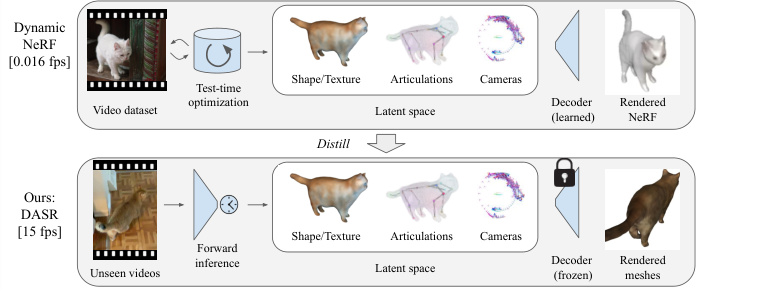 Dynamic
NeRF
[0.016 fps]
Video dataset
Test-time
optimization
Shape/Texture
Articulations
Cameras
Latent space
Decoder
(learned)
Rendered
NeRF
Distill
Ours:
DASR
[15 fps]
Unseen videos
Forward
inference
Shape/Texture
Articulations
Cameras
Latent space
Decoder
(frozen)
Rendered
meshes